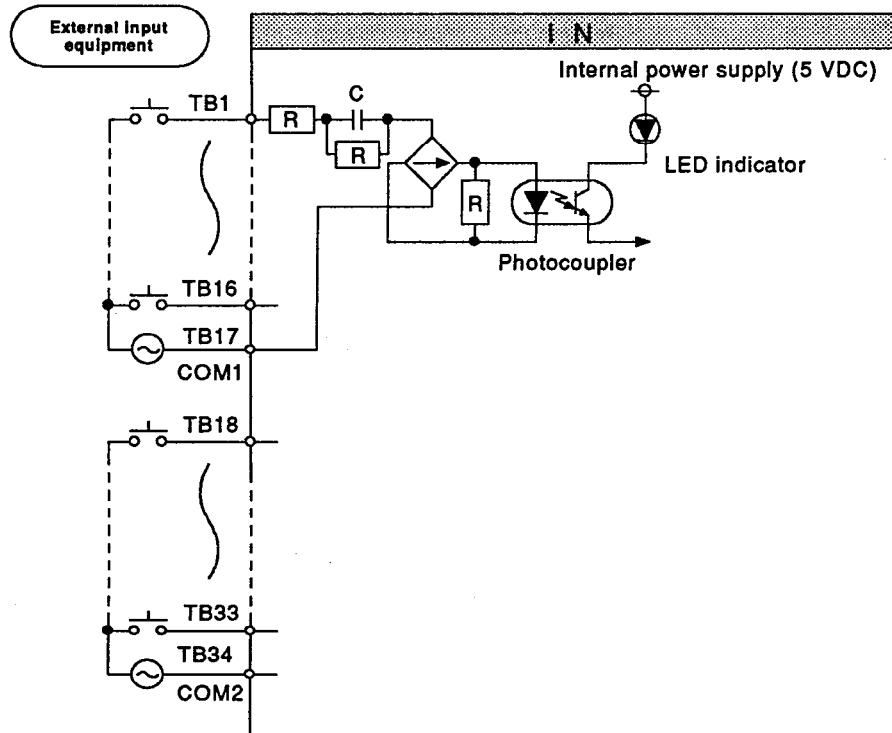 External input
equipment
I N
Internal power supply (5 VDC)
TB1
C
R
R
LED indicator
R
Photocoupler
TB16
TB17
COM1
TB18
TB33
TB34
COM2